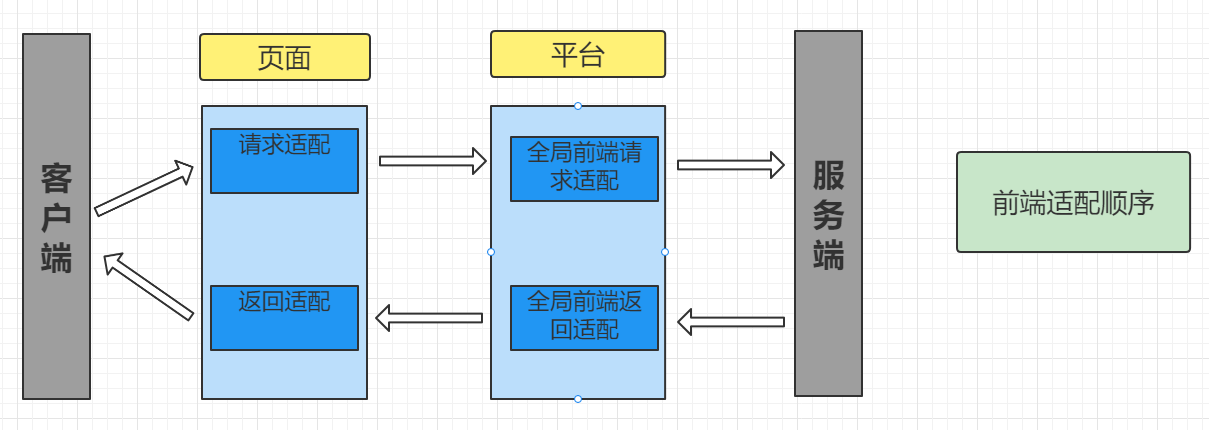 页面
平台
客
户
端
请求适配
全局前端请
求适配
返回适配
全局前端返
回适配
服
务
端
前端适配顺序